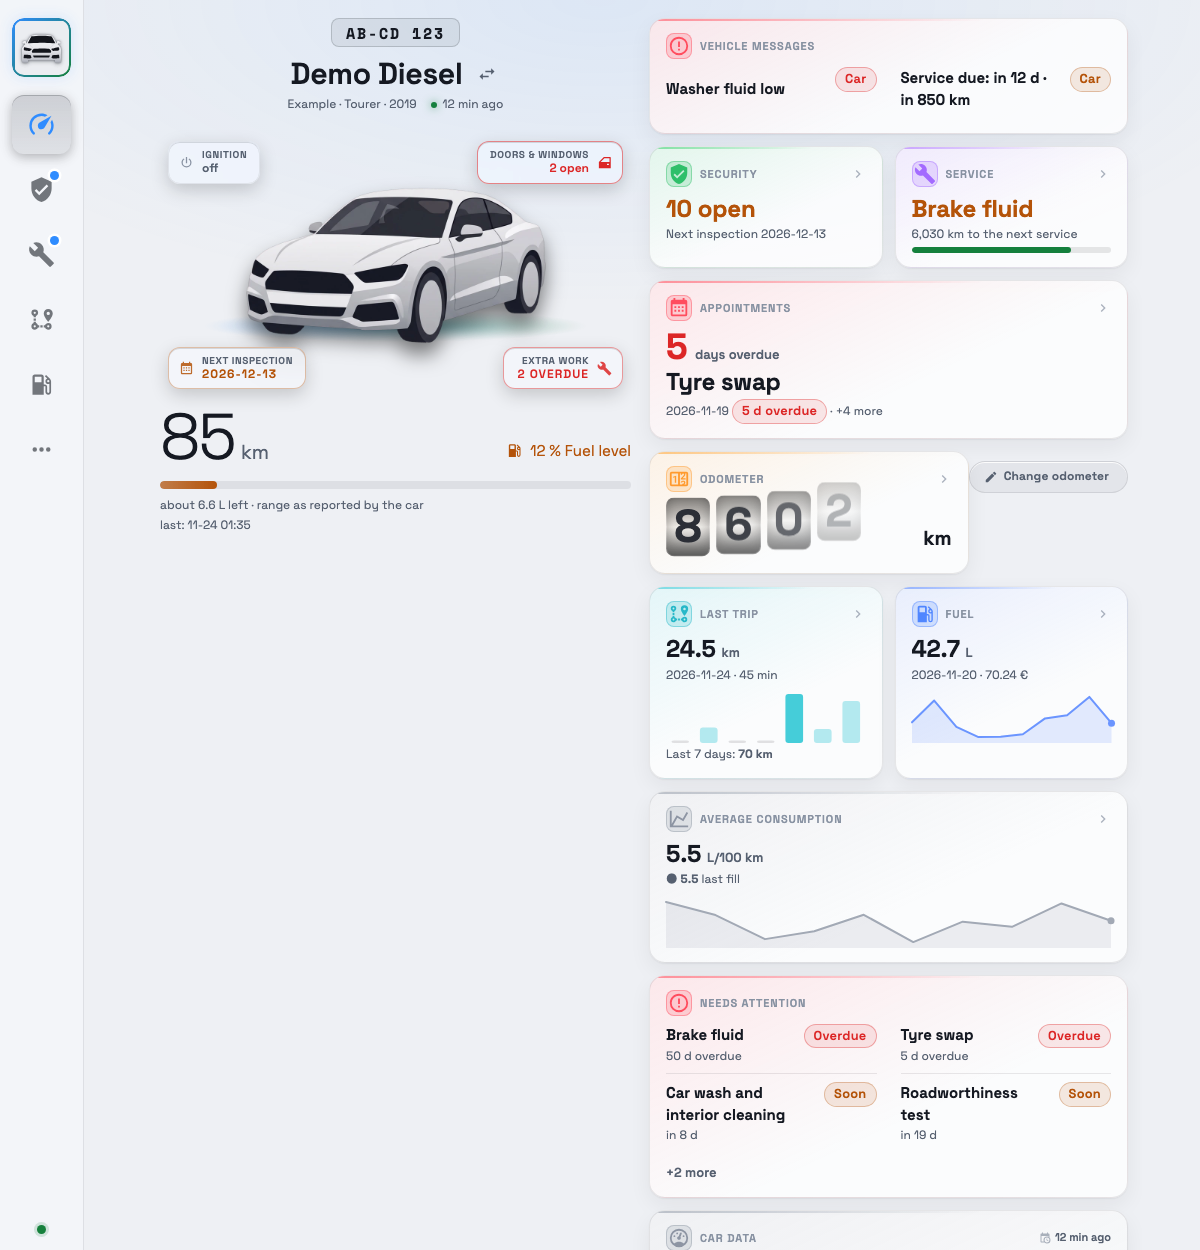 AB-CD 123
Demo Diesel
Example · Tourer · 2019 12 min ago
IGNITION
off
DOORS & WINDOWS
2 open
NEXT INSPECTION
2026-12-13
EXTRA WORK
2 OVERDUE
85 km
12 % Fuel level
about 6.6 L left · range as reported by the car
last: 11-24 01:35
VEHICLE MESSAGES
Washer fluid low
Car
Service due: in 12 d ·
in 850 km
Car
SECURITY
10 open
Next inspection 2026-12-13
SERVICE
Brake fluid
6,030 km to the next service
APPOINTMENTS
5 days overdue
Tyre swap
2026-11-19 5 d overdue · +4 more
ODOMETER
8602 km
Change odometer
LAST TRIP
24.5 km
2026-11-24 · 45 min
Last 7 days: 70 km
FUEL
42.7 L
2026-11-20 · 70.24 €
AVERAGE CONSUMPTION
5.5 L/100 km
5.5 last fill
NEEDS ATTENTION
Brake fluid
Overdue
50 d overdue
Tyre swap
Overdue
5 d overdue
Car wash and
interior cleaning
Soon
in 8 d
Roadworthiness
test
Soon
in 19 d
+2 more
CAR DATA
12 min ago